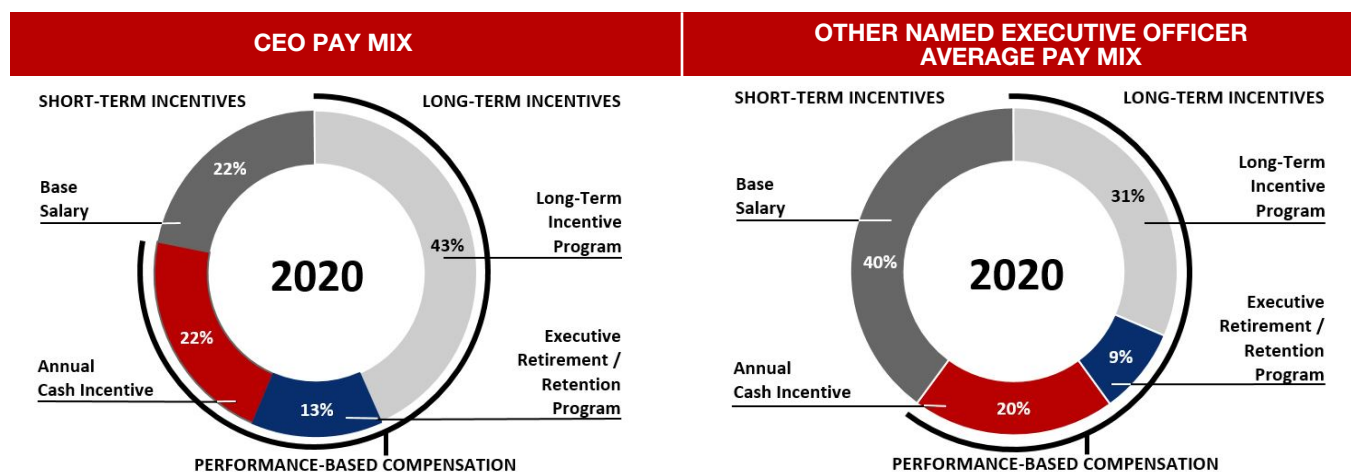 CEO PAY MIX
SHORT-TERM INCENTIVES
LONG-TERM INCENTIVES
22%
Base
Salary
Long-Term
Incentive
Program
43%
2020
22%
Annual
Cash Incentive
Executive
Retirement /
Retention
Program
13%
PERFORMANCE-BASED COMPENSATION
OTHER NAMED EXECUTIVE OFFICER
AVERAGE PAY MIX
SHORT-TERM INCENTIVES
LONG-TERM INCENTIVES
Base
Salary
Long-Term
Incentive
Program
31%
40%
2020
Executive
Retirement /
Retention
Program
9%
Annual
Cash Incentive
20%
PERFORMANCE-BASED COMPENSATION